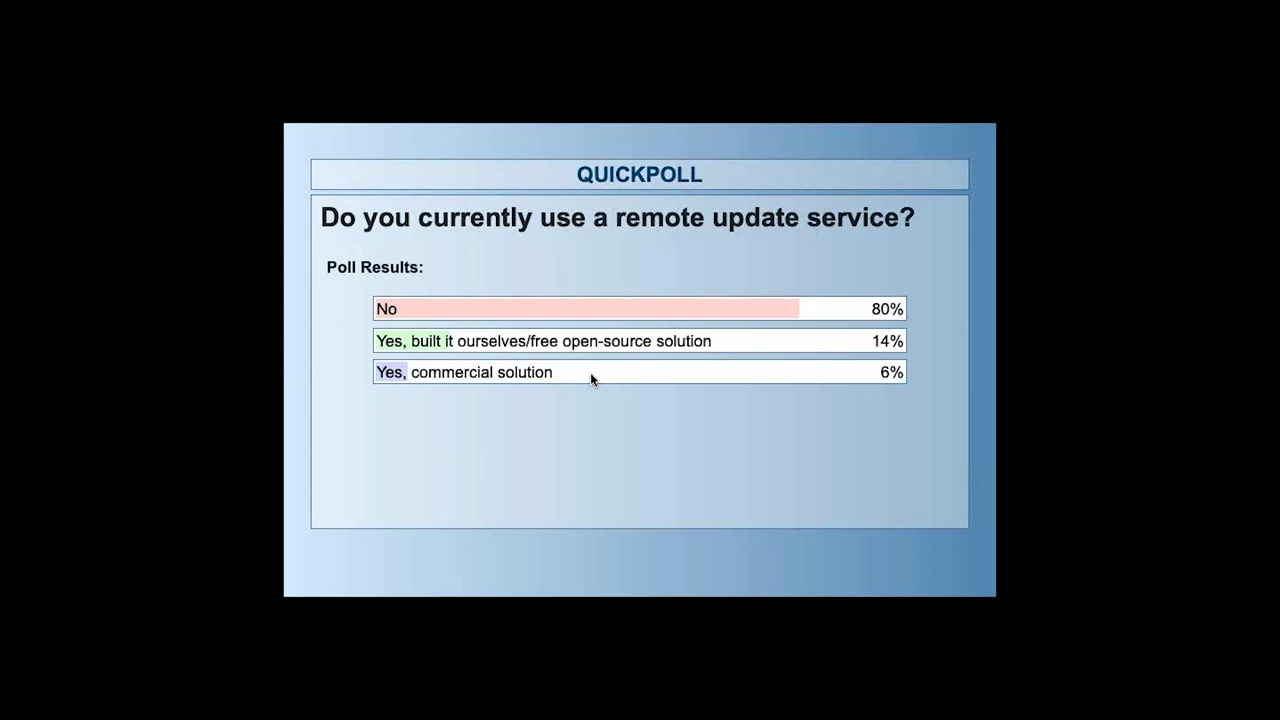 QUICKPOLL
Do you currently use a remote update service?
Poll Results:
No 80%
Yes, built it ourselves/free open-source solution 14%
Yes, commercial solution 6%